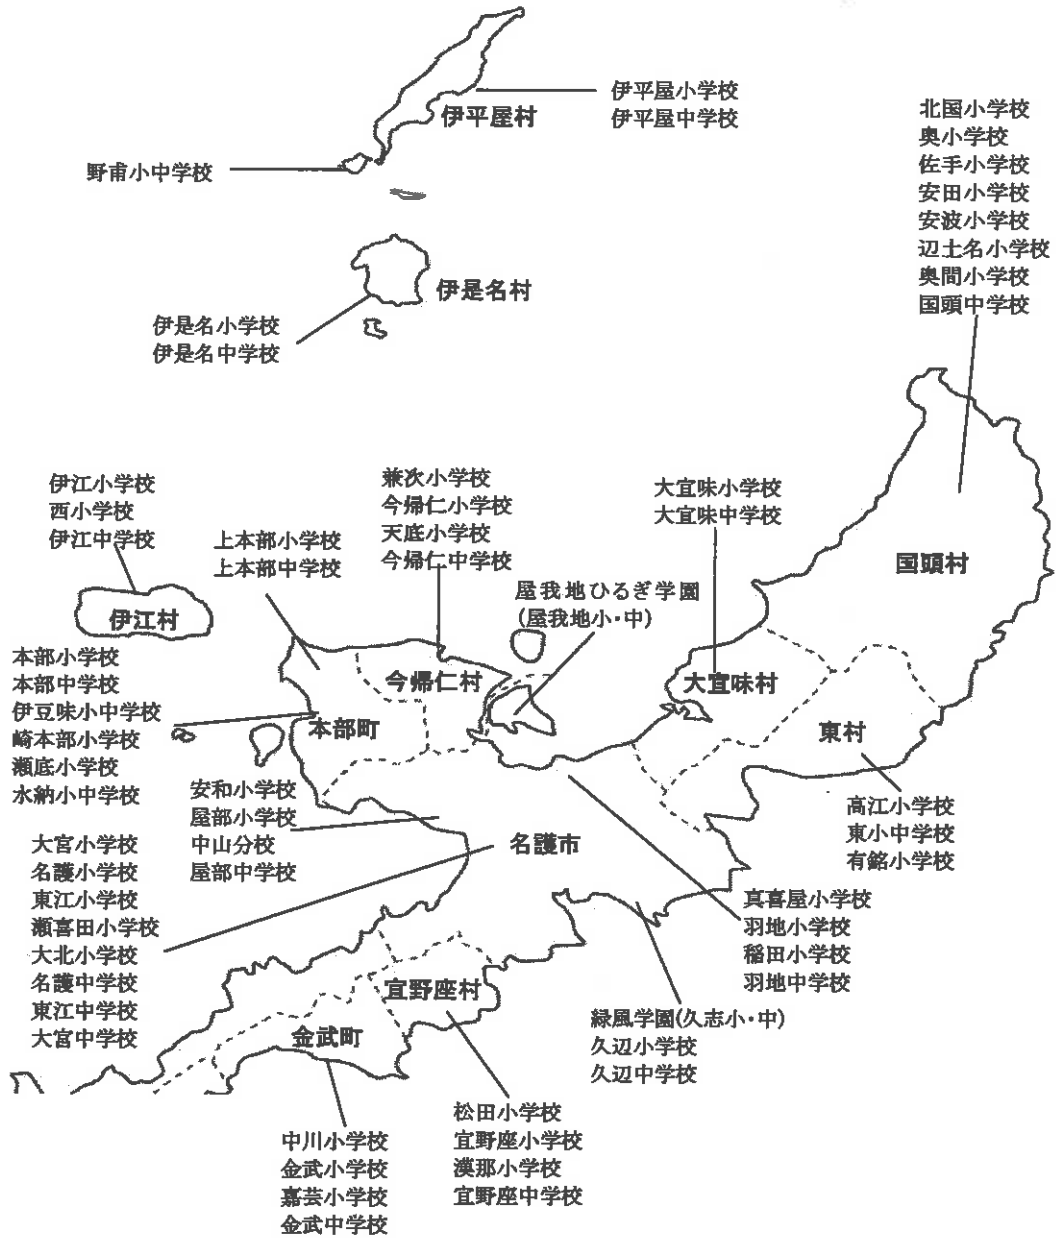 伊平屋小学校
伊平屋中学校
伊平屋村
野甫小中学校
北国小学校
奥小学校
佐手小学校
安田小学校
安波小学校
辺土名小学校
奥間小学校
国頭中学校
伊是名村
伊是名小学校
伊是名中学校
伊江小学校
西小学校
伊江中学校
伊江村
上本部小学校
上本部中学校
兼次小学校
今帰仁小学校
天底小学校
今帰仁中学校
屋我地ひるぎ学園
(屋我地小・中)
大宜味小学校
大宜味中学校
国頭村
今帰仁村
大宜味村
東村
本部町
本部小学校
本部中学校
伊豆味小中学校
崎本部小学校
瀬底小学校
水納小中学校
安和小学校
屋部小学校
中山分校
屋部中学校
名護市
高江小学校
東小中学校
有銘小学校
大宮小学校
名護小学校
東江小学校
瀬喜田小学校
大北小学校
名護中学校
東江中学校
大宮中学校
真喜屋小学校
羽地小学校
稲田小学校
羽地中学校
宜野座村
金武町
緑風学園(久志小・中)
久辺小学校
久辺中学校
松田小学校
宜野座小学校
漢那小学校
宜野座中学校
中川小学校
金武小学校
嘉芸小学校
金武中学校